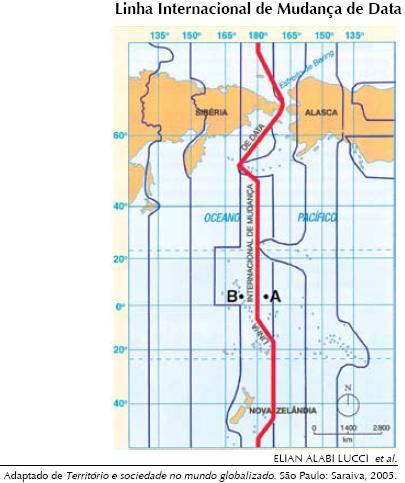 Linha Internacional de Mudança de Data
135° 165° 180° 165° 150° 135°
Estreito de Bering
SIBÉRIA
ALASCA
60°
DE DATA
40°
OCEANO
PACÍFICO
INTERNACIONAL DE MUDANÇA
20°
B
A
0°
LINHA
20°
N
40°
NOVA ZELÂNDIA
0 1400 2800
km
ELIAN ALABI LUCCI et al.
Adaptado de Território e sociedade no mundo globalizado. São Paulo: Saraiva, 2005.